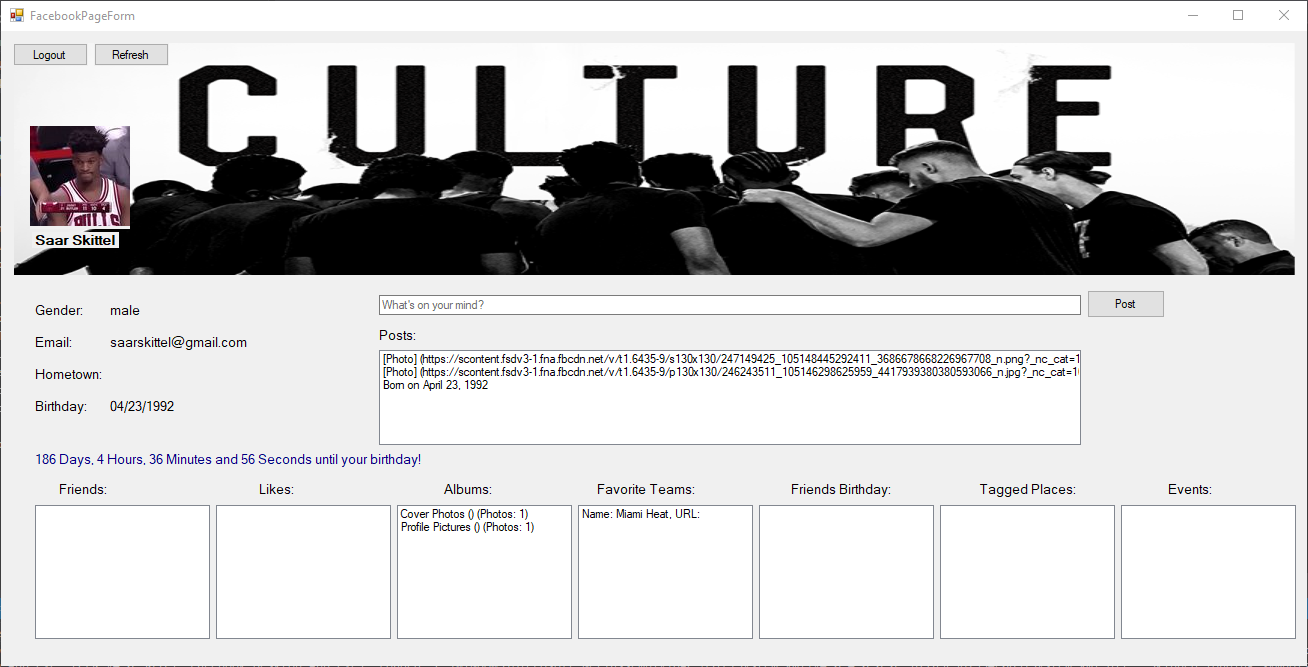 FacebookPageForm
Logout Refresh
CULTURE
BULLS
Saar Skittel
Gender: male
Email: saarskittel@gmail.com
Hometown:
Birthday: 04/23/1992
What's on your mind? Post
Posts:
[Photo] (https://scontent.fsdv3-1.fna.fbcdn.net/v/t1.6435-9/s130x130/247149425_105148445292411_3686678668226967708_n.png?_nc_cat=1
[Photo] (https://scontent.fsdv3-1.fna.fbcdn.net/v/t1.6435-9/p130x130/246243511_105146298625959_4417939380380593066_n.jpg?_nc_cat=1
Born on April 23, 1992
186 Days, 4 Hours, 36 Minutes and 56 Seconds until your birthday!
Friends: Likes: Albums: Favorite Teams: Friends Birthday: Tagged Places: Events:
Cover Photos () (Photos: 1) Name: Miami Heat, URL:
Profile Pictures () (Photos: 1)